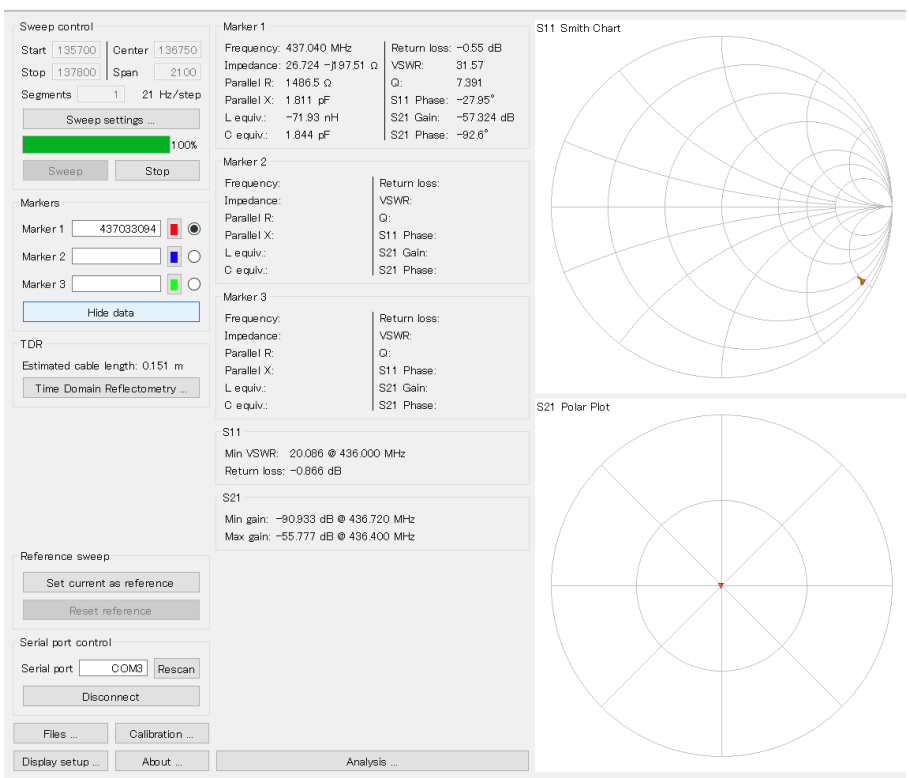 Sweep control
Start 135700 Center 136750
Stop 137800 Span 2100
Segments 1 21 Hz/step
Sweep settings ...
100%
Sweep Stop
Markers
Marker 1 437033094
Marker 2
Marker 3
Hide data
TDR
Estimated cable length: 0.151 m
Time Domain Reflectometry ...
Reference sweep
Set current as reference
Reset reference
Serial port control
Serial port COM3 Rescan
Disconnect
Files ... Calibration ...
Display setup ... About ...
Marker 1
Frequency: 437.040 MHz Return loss: -0.55 dB
Impedance: 26.724 -j197.51 Ω VSWR: 31.57
Parallel R: 1486.5 Ω Q: 7.391
Parallel X: 1.811 pF S11 Phase: -27.95°
L equiv.: -71.93 nH S21 Gain: -57.324 dB
C equiv.: 1.844 pF S21 Phase: -92.6°
Marker 2
Frequency: Return loss:
Impedance: VSWR:
Parallel R: Q:
Parallel X: S11 Phase:
L equiv.: S21 Gain:
C equiv.: S21 Phase:
Marker 3
Frequency: Return loss:
Impedance: VSWR:
Parallel R: Q:
Parallel X: S11 Phase:
L equiv.: S21 Gain:
C equiv.: S21 Phase:
S11
Min VSWR: 20.086 @ 436.000 MHz
Return loss: -0.866 dB
S21
Min gain: -90.933 dB @ 436.720 MHz
Max gain: -55.777 dB @ 436.400 MHz
Analysis ...
S11 Smith Chart
S21 Polar Plot